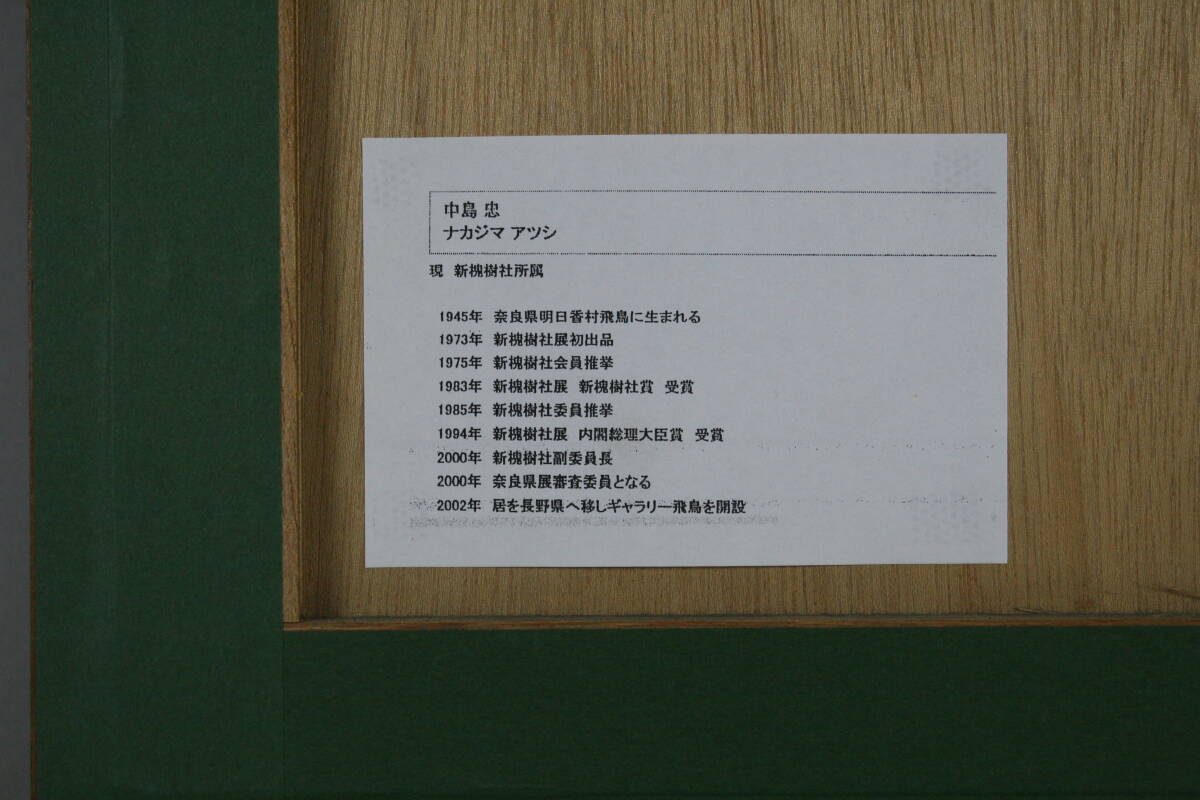 中島 忠
ナカジマ アツシ
現 新槐樹社所属
1945年 奈良県明日香村飛鳥に生まれる
1973年 新槐樹社展初出品
1975年 新槐樹社会員推挙
1983年 新槐樹社展 新槐樹社賞 受賞
1985年 新槐樹社委員推挙
1994年 新槐樹社展 内閣総理大臣賞 受賞
2000年 新槐樹社副委員長
2000年 奈良県展審査委員となる
2002年 居を長野県へ移しギャラリー飛鳥を開設